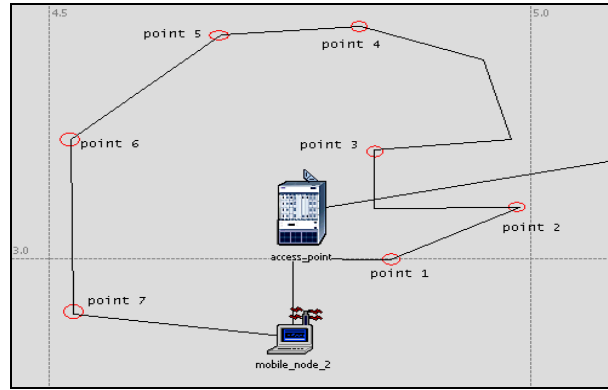 4.5
5.0
point 5
point 4
point 6
point 3
point 2
3.0
access_point
point 1
point 7
mobile_node_2